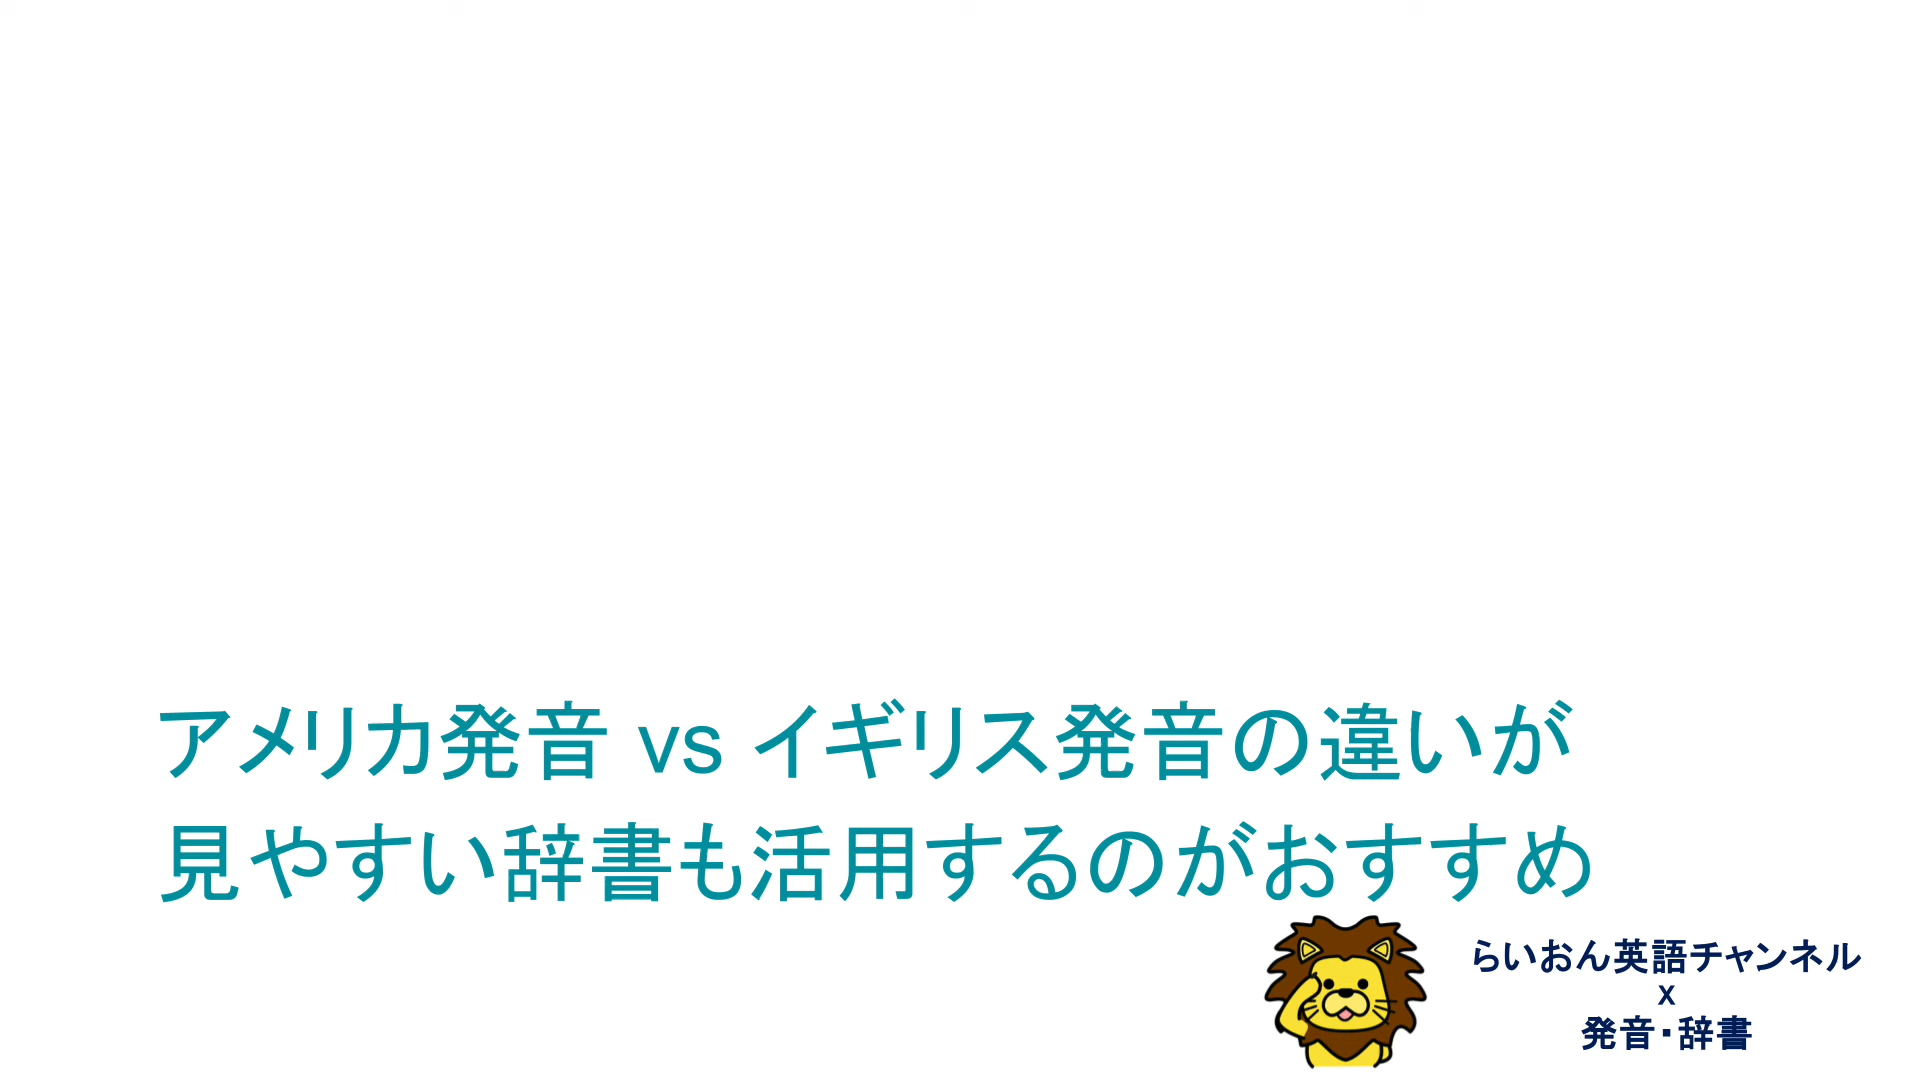 アメリカ発音 vs イギリス発音の違いが
見やすい辞書も活用するのがおすすめ
らいおん英語チャンネル
x
発音・辞書